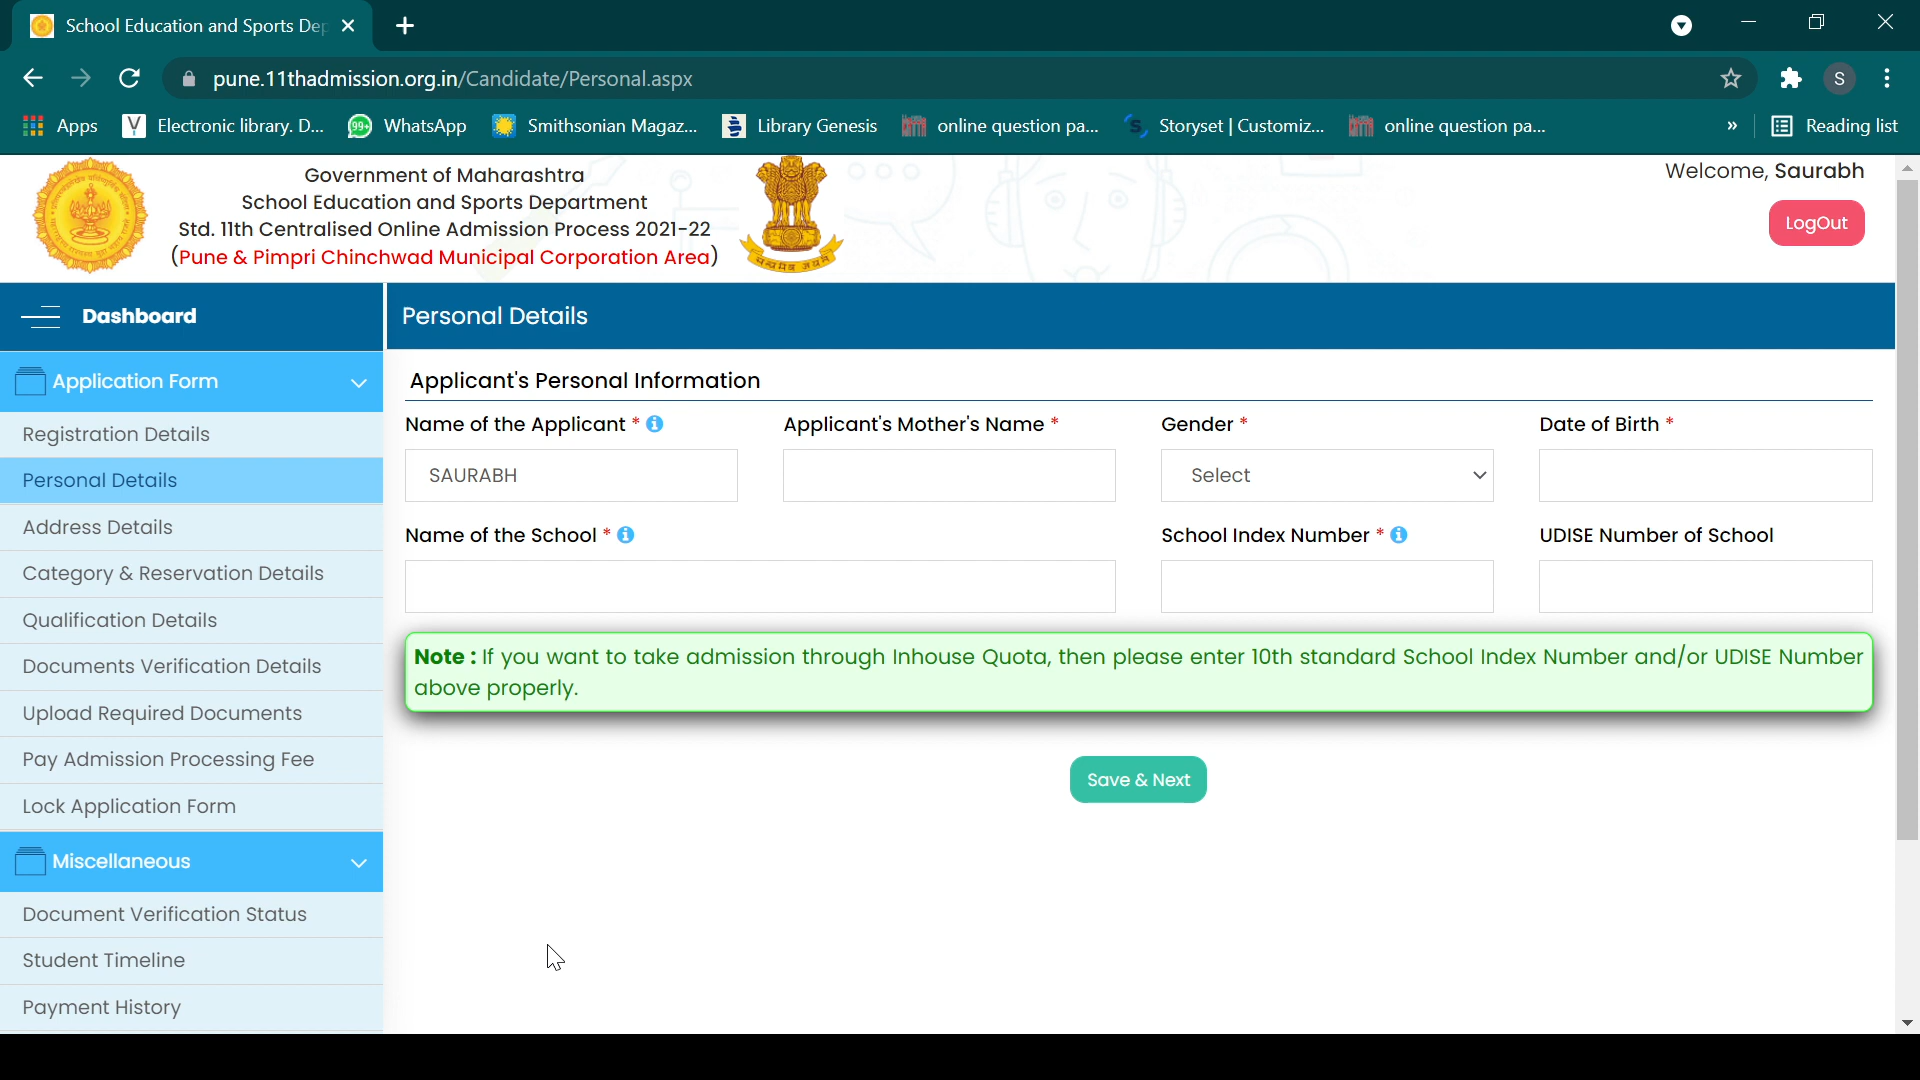 School Education and Sports Dep
pune.11thadmission.org.in/Candidate/Personal.aspx
S
Apps
Electronic library. D...
99+
WhatsApp
Smithsonian Magaz...
Library Genesis
online question pa...
Storyset | Customiz...
online question pa...
»
Reading list
Government of Maharashtra
School Education and Sports Department
Std. 11th Centralised Online Admission Process 2021-22
(Pune & Pimpri Chinchwad Municipal Corporation Area)
सत्यमेव जयते
Welcome, Saurabh
LogOut
Dashboard
Personal Details
Application Form
Registration Details
Personal Details
Address Details
Category & Reservation Details
Qualification Details
Documents Verification Details
Upload Required Documents
Pay Admission Processing Fee
Lock Application Form
Miscellaneous
Document Verification Status
Student Timeline
Payment History
Applicant's Personal Information
Name of the Applicant *
Applicant's Mother's Name *
Gender *
Date of Birth *
SAURABH
Select
Name of the School *
School Index Number *
UDISE Number of School
Note : If you want to take admission through Inhouse Quota, then please enter 10th standard School Index Number and/or UDISE Number
above properly.
Save & Next